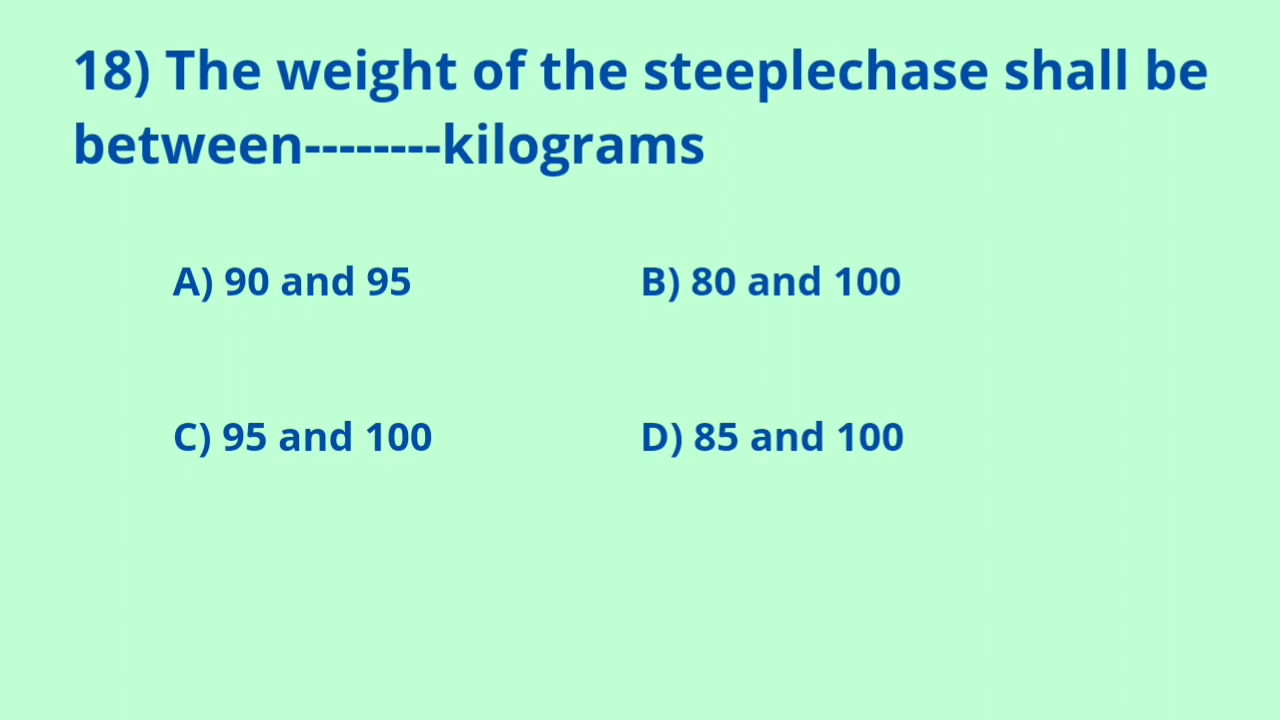 18) The weight of the steeplechase shall be
between--------kilograms
A) 90 and 95
B) 80 and 100
C) 95 and 100
D) 85 and 100